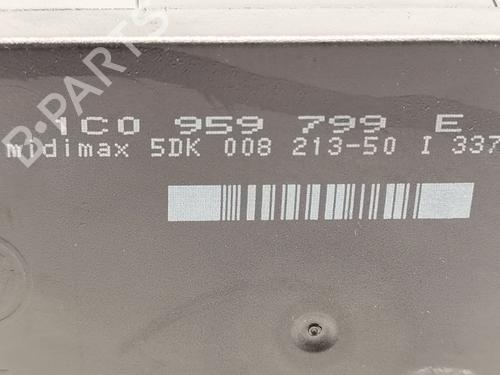 B-PARTS
1C0 959 799 E
midimax 5DK 008 213-50 I 337